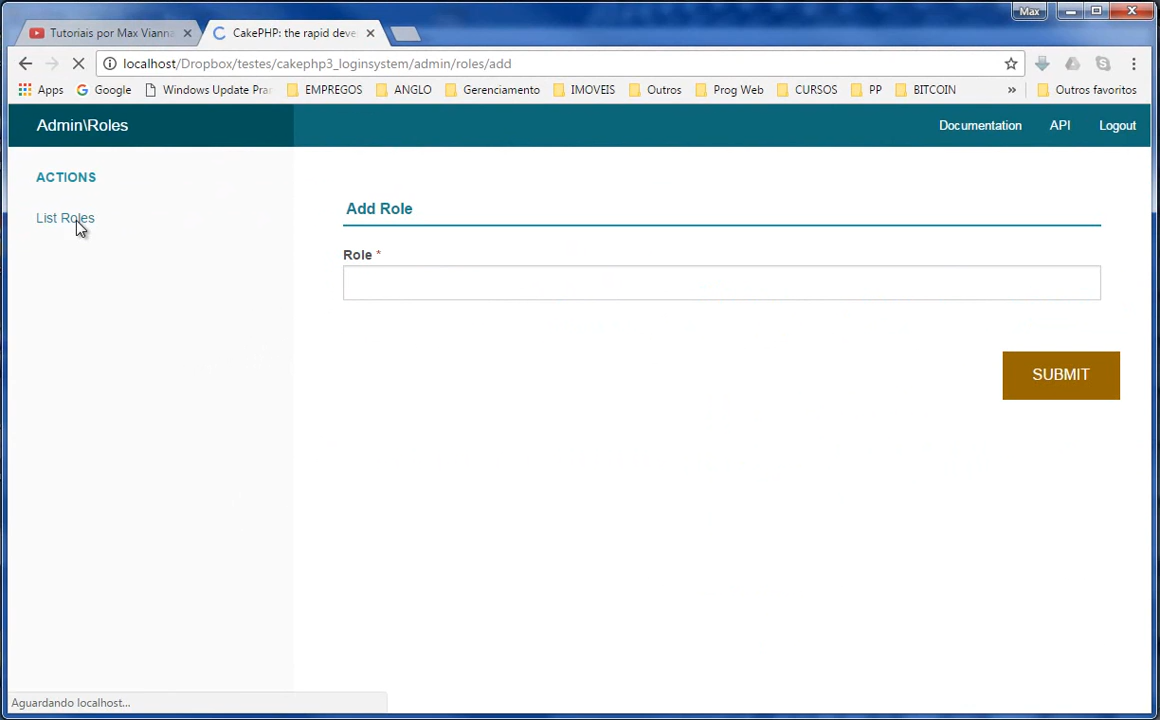 Max
Tutoriais por Max Vianna
CakePHP: the rapid deve
localhost/Dropbox/testes/cakephp3_loginsystem/admin/roles/add
Apps Google Windows Update Pra EMPREGOS ANGLO Gerenciamento IMOVEIS Outros Prog Web CURSOS PP BITCOIN » Outros favoritos
Admin\Roles Documentation API Logout
ACTIONS
List Roles
Add Role
Role *
SUBMIT
Aguardando localhost...